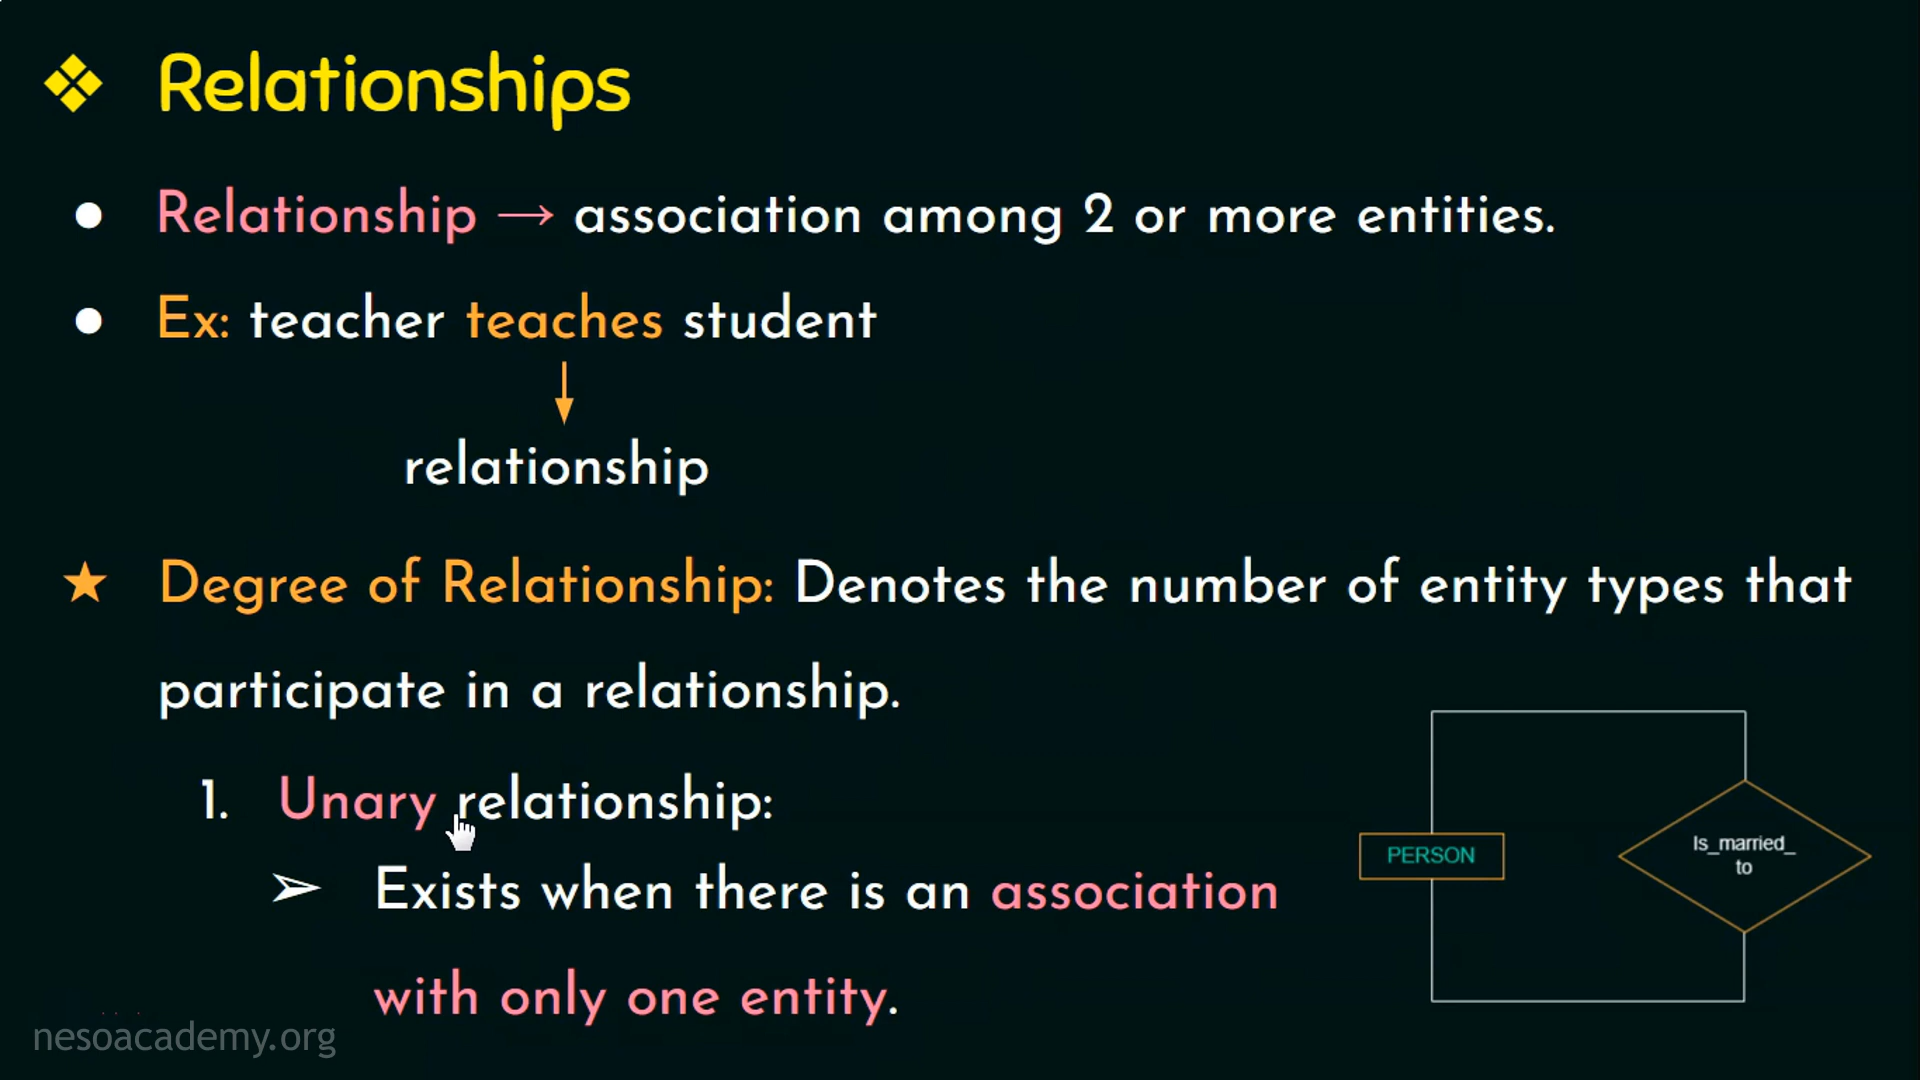 ❖ Relationships
● Relationship → association among 2 or more entities.
● Ex: teacher teaches student
relationship
★ Degree of Relationship: Denotes the number of entity types that
participate in a relationship.
1. Unary relationship:
➢ Exists when there is an association
with only one entity.
PERSON
Is_married_
to
nesoacademy.org